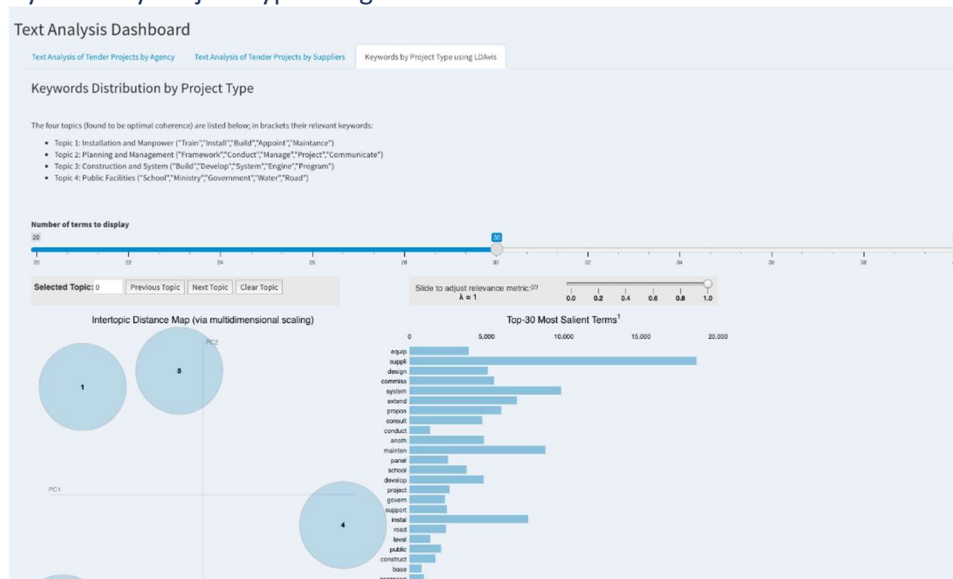 Text Analysis Dashboard
Text Analysis of Tender Projects by Agency Text Analysis of Tender Projects by Suppliers Keywords by Project Type using LDAvis
Keywords Distribution by Project Type
The four topics (found to be optimal coherence) are listed below; in brackets their relevant keywords:
• Topic 1: Installation and Manpower ("Train","Install","Build","Appoint","Maintance")
• Topic 2: Planning and Management ("Framework","Conduct","Manage","Project","Communicate")
• Topic 3: Construction and System ("Build","Develop","System","Engine","Program")
• Topic 4: Public Facilities ("School","Ministry","Government","Water","Road")
Number of terms to display
20 30
20 22 24 26 28 30 32 34 36 38
Selected Topic: 0 Previous Topic Next Topic Clear Topic
Slide to adjust relevance metric:(2)
λ = 1
0.0 0.2 0.4 0.6 0.8 1.0
Intertopic Distance Map (via multidimensional scaling)
PC2
1
3
PC1
4
Top-30 Most Salient Terms1
0 5,000 10,000 15,000 20,000
equip
suppli
design
commiss
system
extend
propos
consult
conduct
anoth
mainten
panel
school
develop
project
govern
support
instal
road
level
public
construct
base